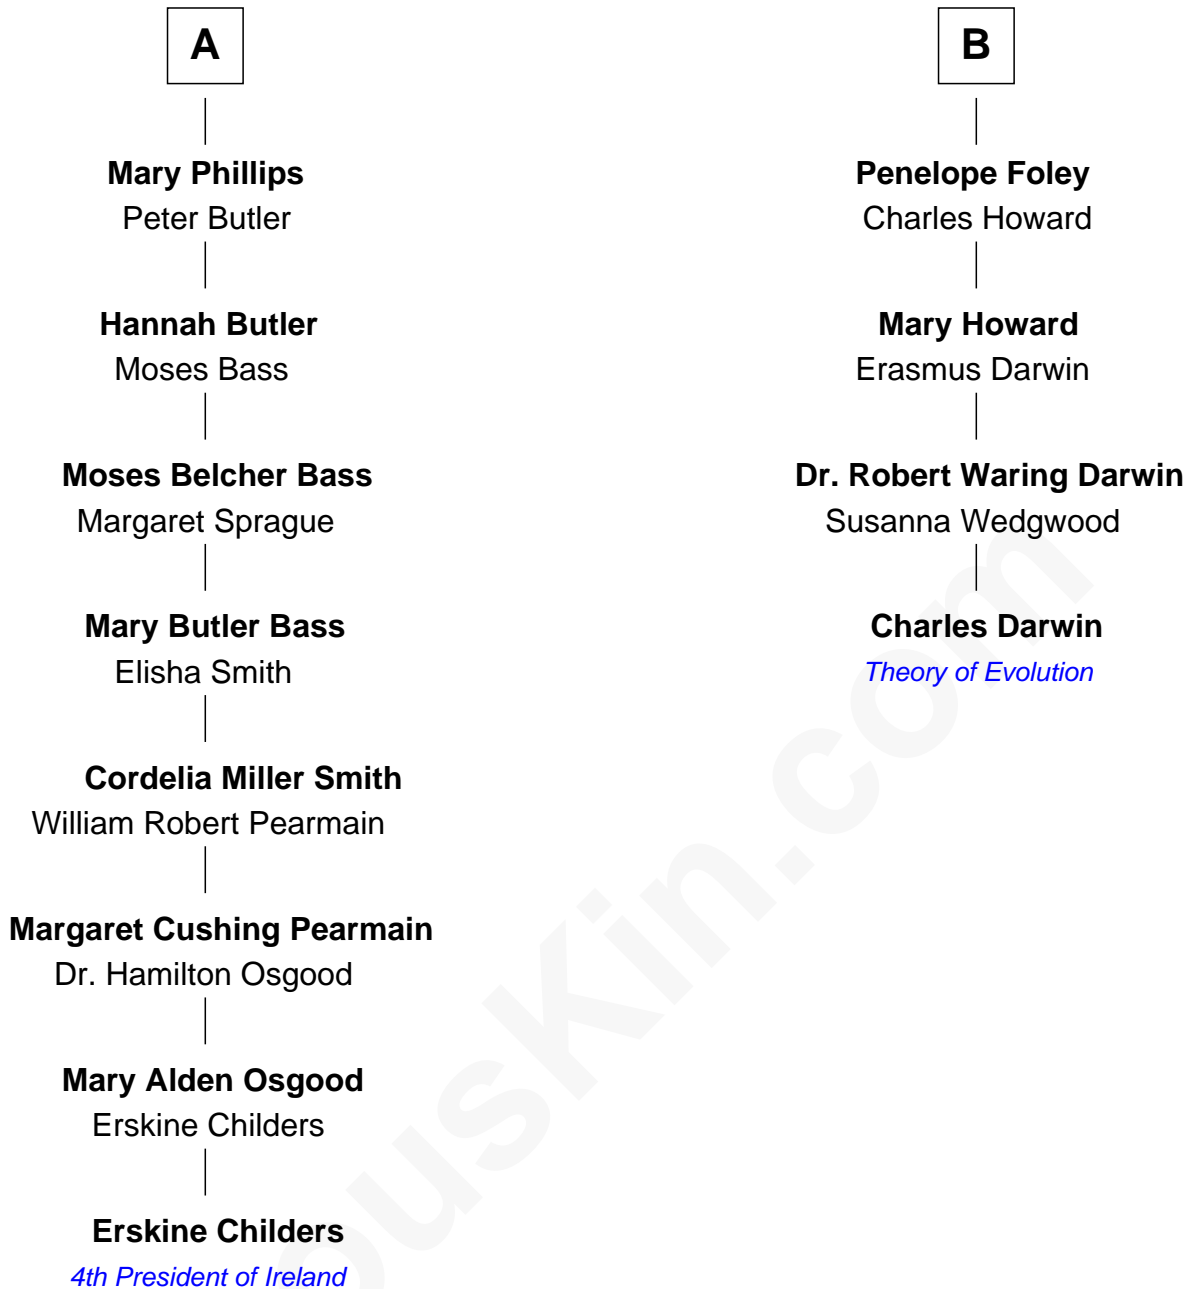 A
Mary Phillips
Peter Butler
Hannah Butler
Moses Bass
Moses Belcher Bass
Margaret Sprague
Mary Butler Bass
Elisha Smith
Cordelia Miller Smith
William Robert Pearmain
Margaret Cushing Pearmain
Dr. Hamilton Osgood
Mary Alden Osgood
Erskine Childers
Erskine Childers
4th President of Ireland
B
Penelope Foley
Charles Howard
Mary Howard
Erasmus Darwin
Dr. Robert Waring Darwin
Susanna Wedgwood
Charles Darwin
Theory of Evolution
ousKin.com